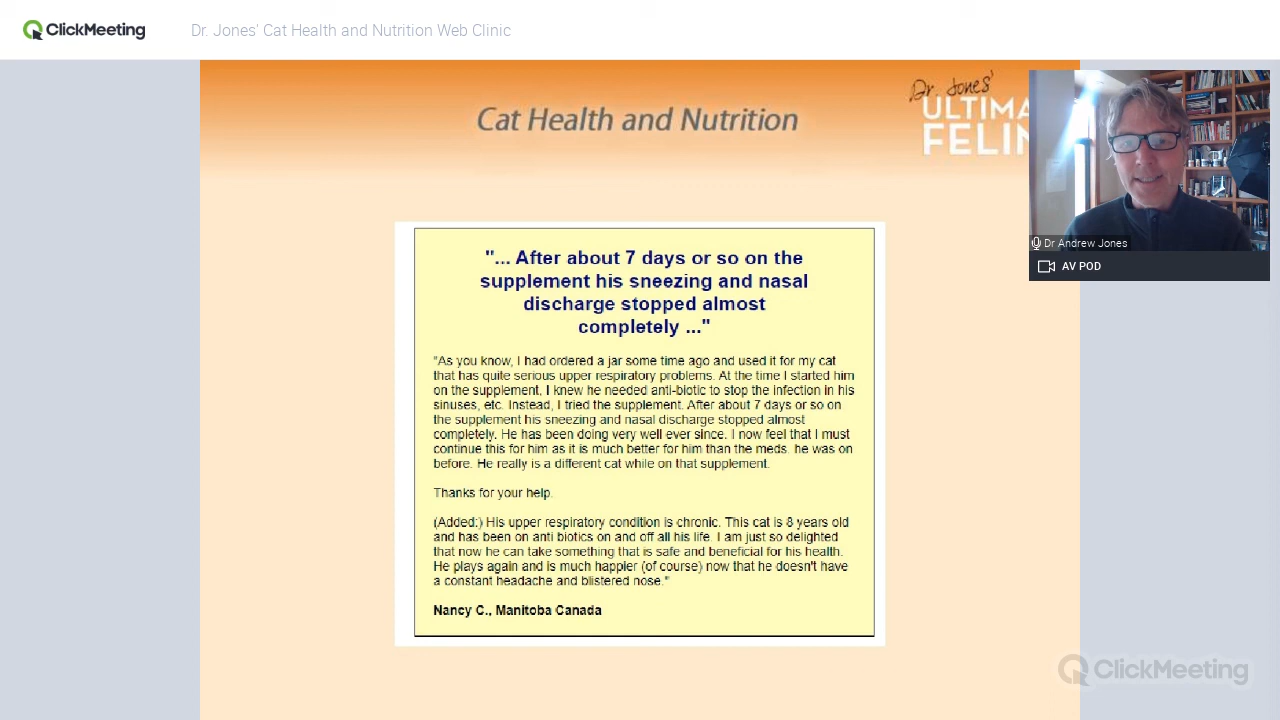 ClickMeeting
Dr. Jones' Cat Health and Nutrition Web Clinic
Dr. Jones'
Cat Health and Nutrition
ULTIMA
FELIN
Dr Andrew Jones
AV POD
"... After about 7 days or so on the
supplement his sneezing and nasal
discharge stopped almost
completely ..."
"As you know, I had ordered a jar some time ago and used it for my cat
that has quite serious upper respiratory problems. At the time I started him
on the supplement, I knew he needed anti-biotic to stop the infection in his
sinuses, etc. Instead, I tried the supplement. After about 7 days or so on
the supplement his sneezing and nasal discharge stopped almost
completely. He has been doing very well ever since. I now feel that I must
continue this for him as it is much better for him than the meds. he was on
before. He really is a different cat while on that supplement.
Thanks for your help.
(Added:) His upper respiratory condition is chronic. This cat is 8 years old
and has been on anti biotics on and off all his life. I am just so delighted
that now he can take something that is safe and beneficial for his health.
He plays again and is much happier (of course) now that he doesn't have
a constant headache and blistered nose."
Nancy C., Manitoba Canada
ClickMeeting